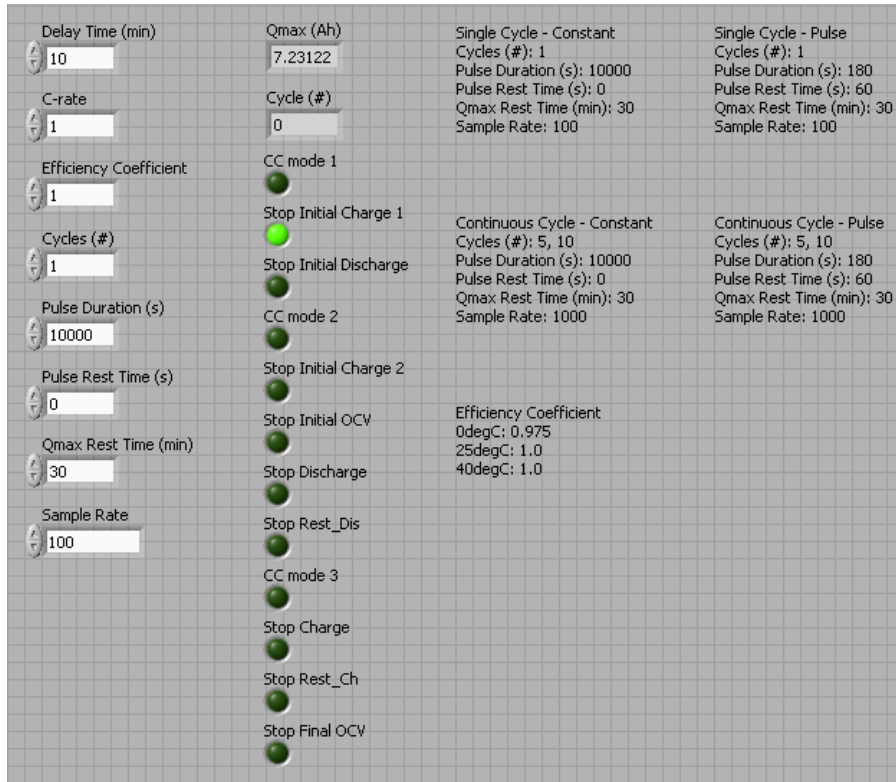 Delay Time (min)
10
C-rate
1
Efficiency Coefficient
1
Cycles (#)
1
Pulse Duration (s)
10000
Pulse Rest Time (s)
0
Qmax Rest Time (min)
30
Sample Rate
100
Qmax (Ah)
7.23122
Cycle (#)
0
CC mode 1
Stop Initial Charge 1
Stop Initial Discharge
CC mode 2
Stop Initial Charge 2
Stop Initial OCV
Stop Discharge
Stop Rest_Dis
CC mode 3
Stop Charge
Stop Rest_Ch
Stop Final OCV
Single Cycle - Constant
Cycles (#): 1
Pulse Duration (s): 10000
Pulse Rest Time (s): 0
Qmax Rest Time (min): 30
Sample Rate: 100
Single Cycle - Pulse
Cycles (#): 1
Pulse Duration (s): 180
Pulse Rest Time (s): 60
Qmax Rest Time (min): 30
Sample Rate: 100
Continuous Cycle - Constant
Cycles (#): 5, 10
Pulse Duration (s): 10000
Pulse Rest Time (s): 0
Qmax Rest Time (min): 30
Sample Rate: 1000
Continuous Cycle - Pulse
Cycles (#): 5, 10
Pulse Duration (s): 180
Pulse Rest Time (s): 60
Qmax Rest Time (min): 30
Sample Rate: 1000
Efficiency Coefficient
0degC: 0.975
25degC: 1.0
40degC: 1.0